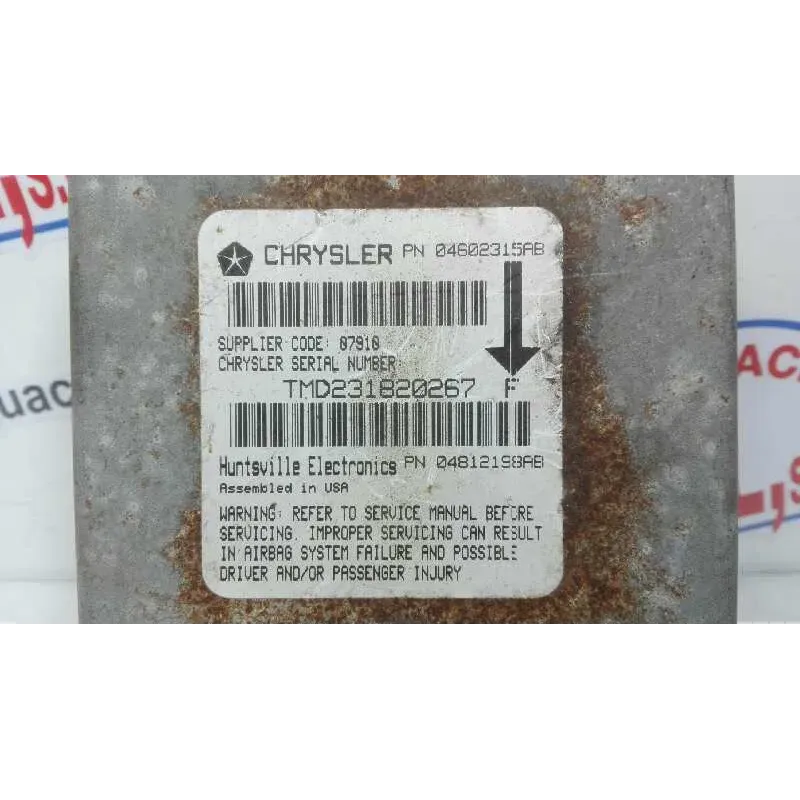 CHRYSLER PN 04602315AB
SUPPLIER CODE: 07910
CHRYSLER SERIAL NUMBER:
TMD231820267 F
Huntsville Electronics PN 04812198AB
Assembled in USA
WARNING: REFER TO SERVICE MANUAL BEFORE
SERVICING. IMPROPER SERVICING CAN RESULT
IN AIRBAG SYSTEM FAILURE AND POSSIBLE
DRIVER AND/OR PASSENGER INJURY